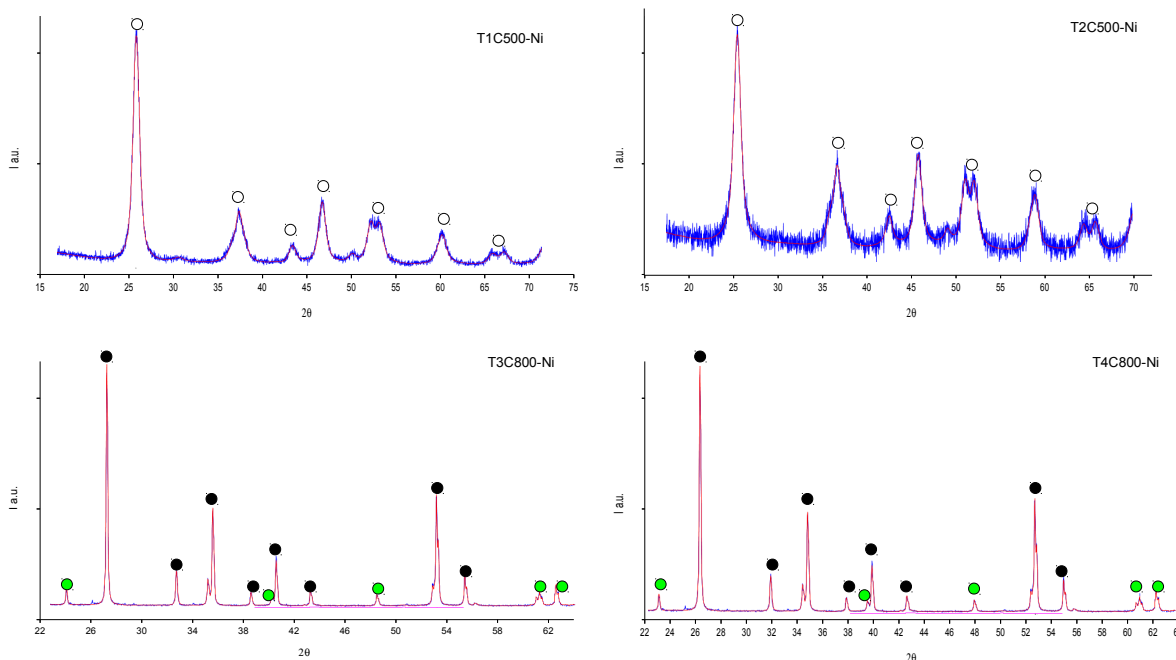 T1C500-Ni
I a.u.
15 20 25 30 35 40 45 50 55 60 65 70 75
2θ
T2C500-Ni
I a.u.
15 20 25 30 35 40 45 50 55 60 65 70
2θ
T3C800-Ni
I a.u.
22 26 30 34 38 42 46 50 54 58 62
2θ
T4C800-Ni
I a.u.
22 24 26 28 30 32 34 36 38 40 42 44 46 48 50 52 54 56 58 60 62
2θ